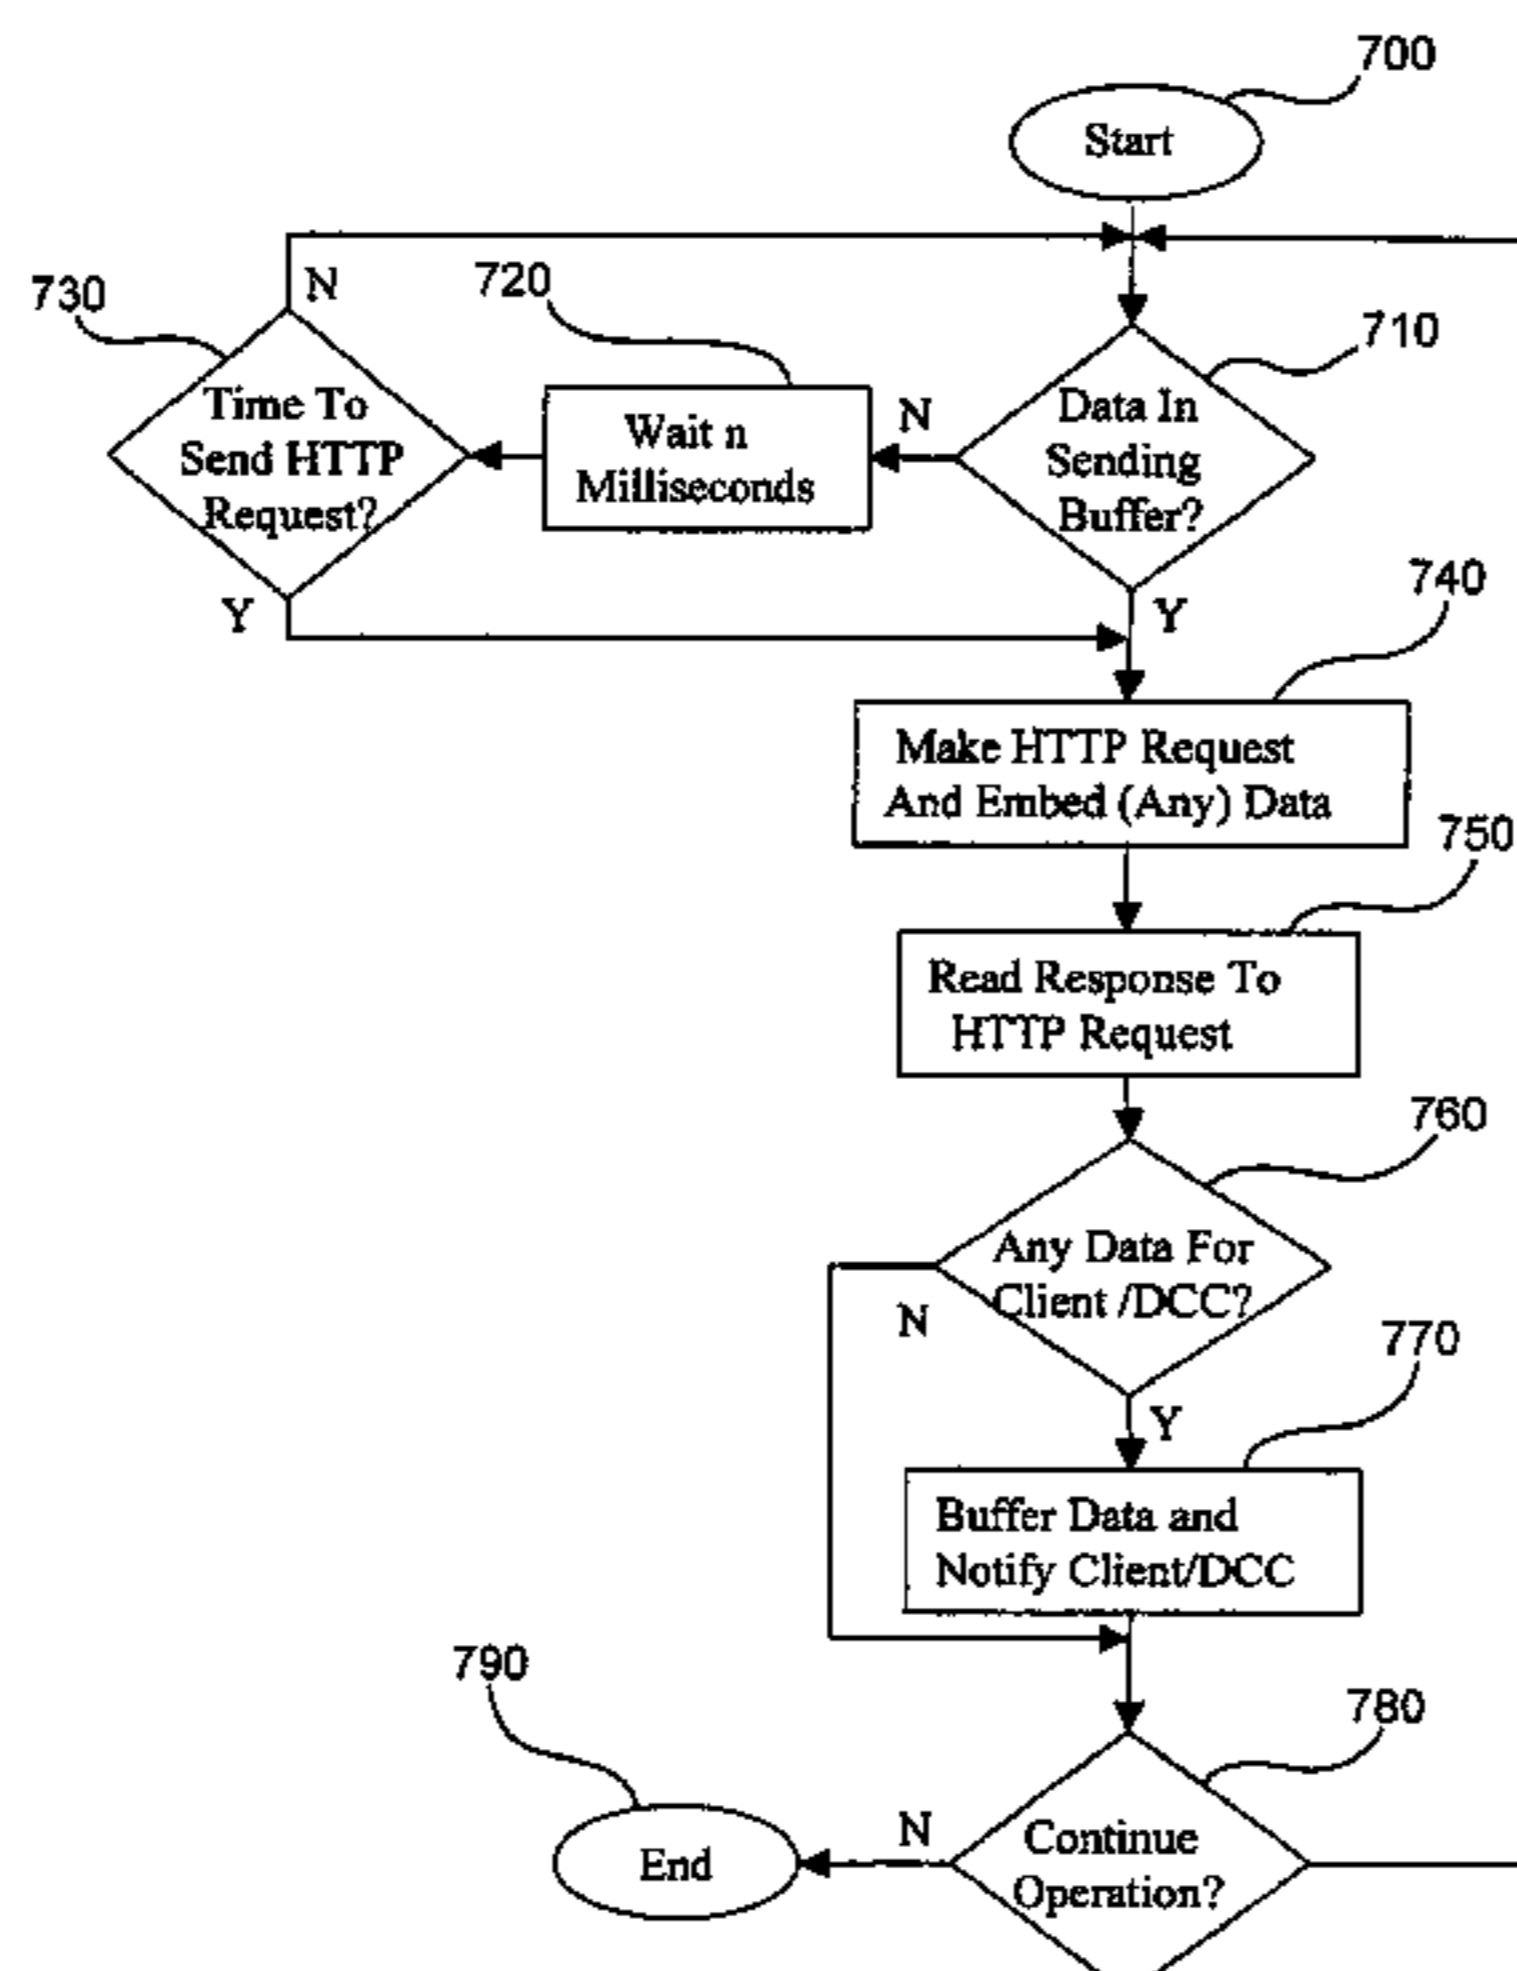 700
Start
730
N
720
710
Time To
Send HTTP
Request?
Wait n
Milliseconds
N
Data In
Sending
Buffer?
Y
Y
740
Make HTTP Request
And Embed (Any) Data
750
Read Response To
HTTP Request
760
Any Data For
Client /DCC?
N
770
Y
Buffer Data and
Notify Client/DCC
790
780
End
N
Continue
Operation?